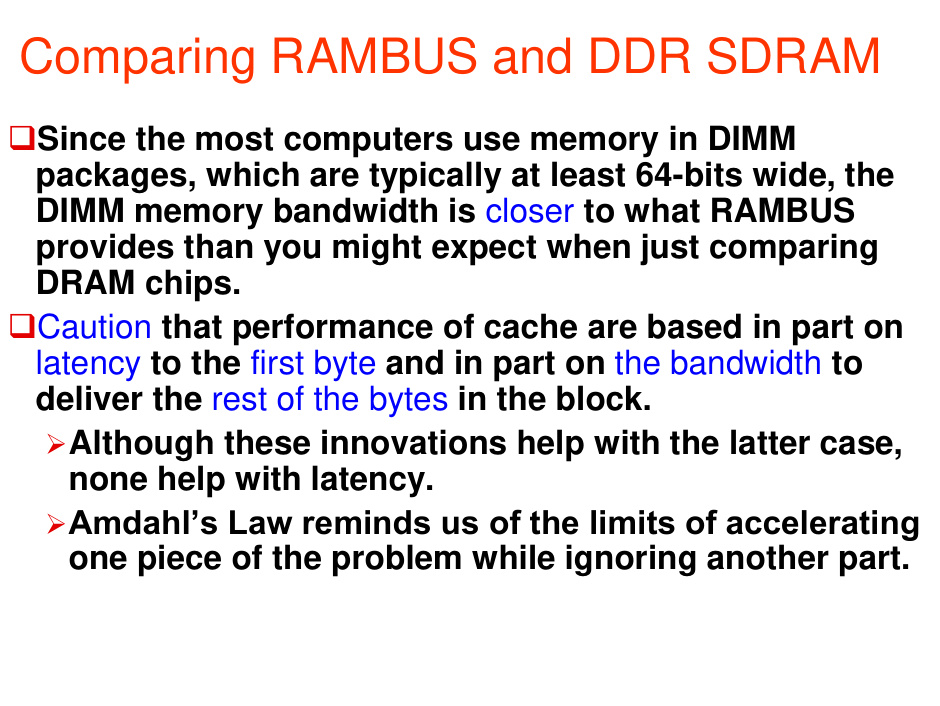 Comparing RAMBUS and DDR SDRAM
❑Since the most computers use memory in DIMM
packages, which are typically at least 64-bits wide, the
DIMM memory bandwidth is closer to what RAMBUS
provides than you might expect when just comparing
DRAM chips.
❑Caution that performance of cache are based in part on
latency to the first byte and in part on the bandwidth to
deliver the rest of the bytes in the block.
➢Although these innovations help with the latter case,
none help with latency.
➢Amdahl’s Law reminds us of the limits of accelerating
one piece of the problem while ignoring another part.